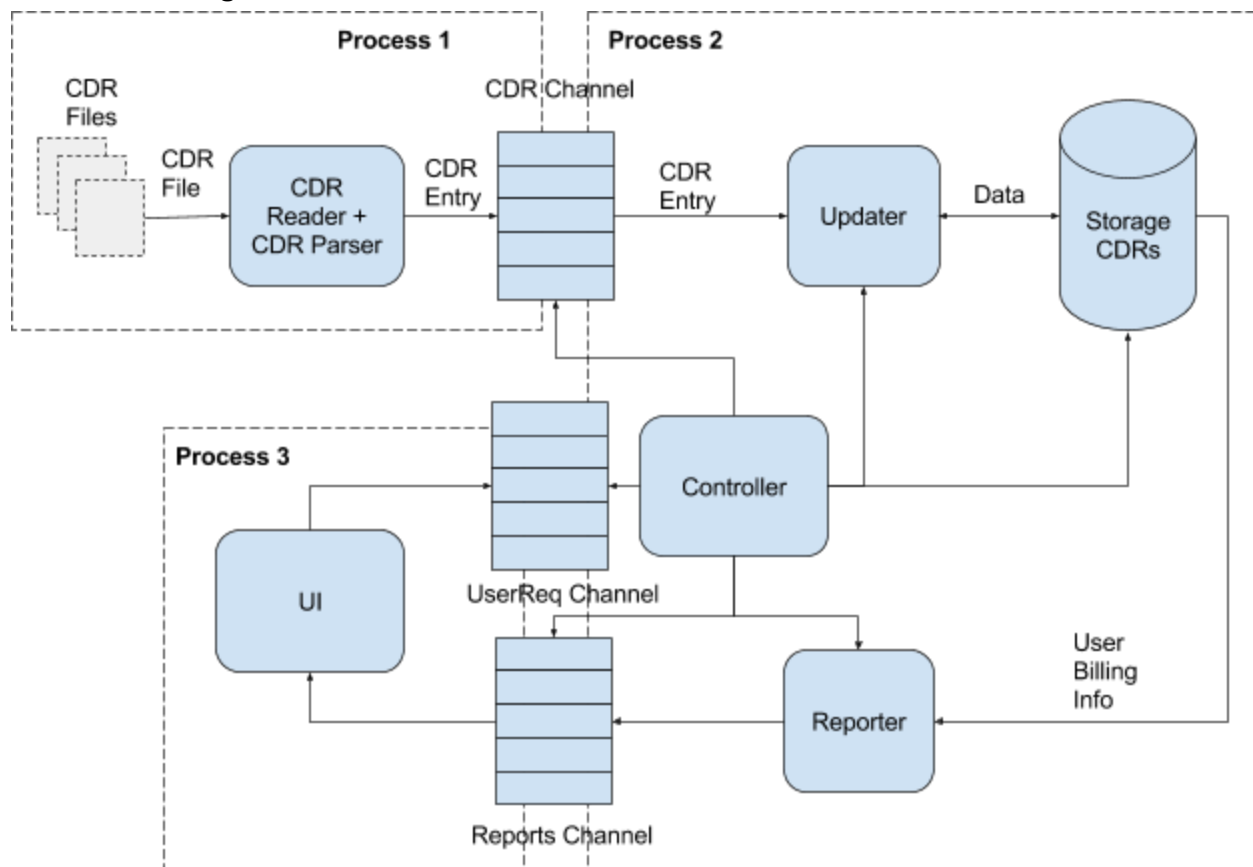 Process 1
Process 2
CDR
Files
CDR
File
CDR
Reader +
CDR Parser
CDR
Entry
CDR Channel
CDR
Entry
Updater
Data
Storage
CDRs
Process 3
Controller
UI
UserReq Channel
User
Billing
Info
Reporter
Reports Channel